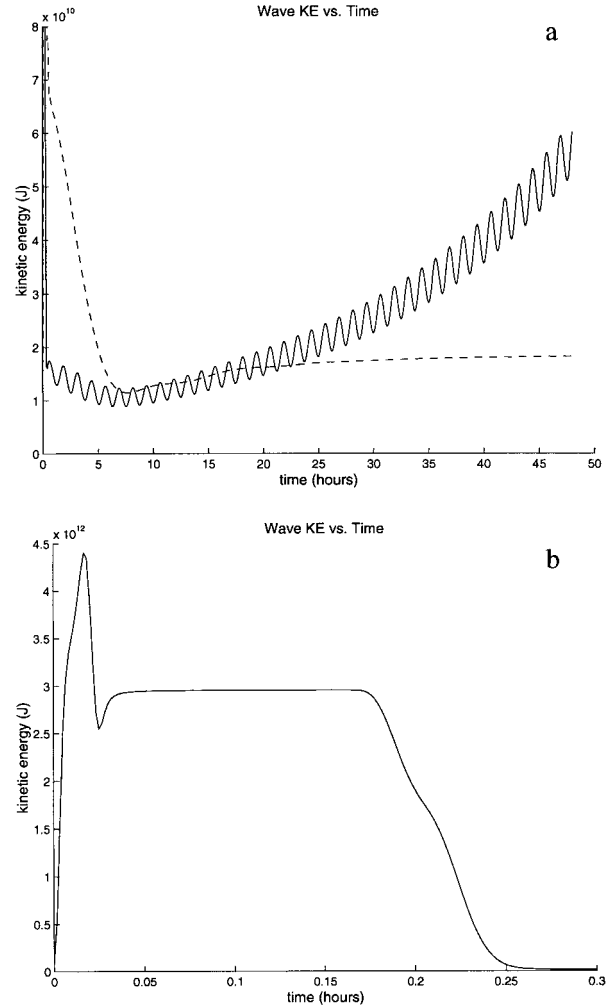 Wave KE vs. Time
x 10^10
a
8
7
6
5
4
3
2
1
0
kinetic energy (J)
0 5 10 15 20 25 30 35 40 45 50
time (hours)
Wave KE vs. Time
x 10^12
b
4.5
4
3.5
3
2.5
2
1.5
1
0.5
0
kinetic energy (J)
0 0.05 0.1 0.15 0.2 0.25 0.3
time (hours)